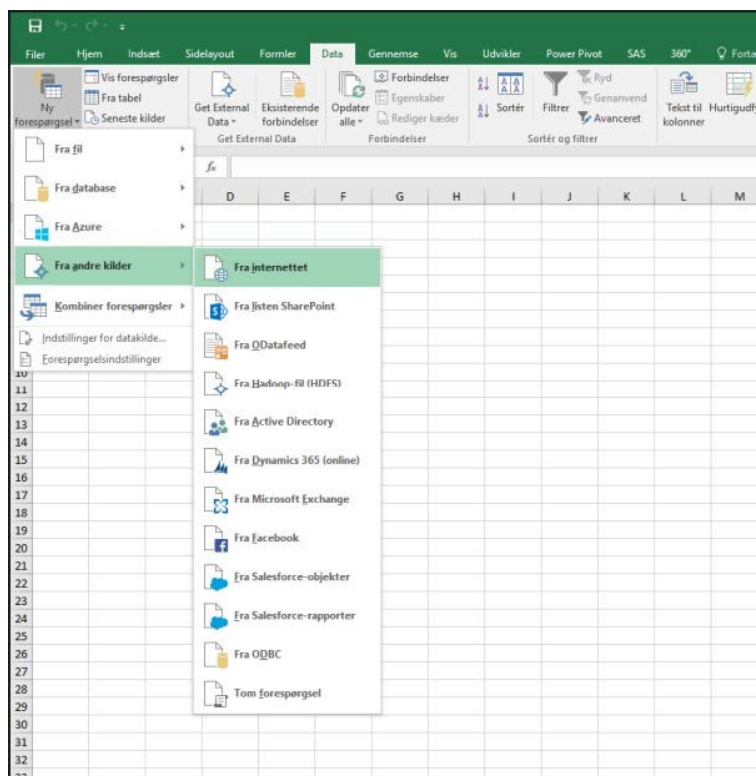 Filer Hjem Indsæt Sidelayout Formler Data Gennemse Vis Udvikler Power Pivot SAS 360°
Ny forespørgsel
Vis forespørgsler
Fra tabel
Seneste kilder
Get External Data
Eksisterende forbindelser
Get External Data
Opdater alle
Forbindelser
Egenskaber
Rediger kæder
Forbindelser
Sortér
Filtrer
Ryd
Genanvend
Avanceret
Sortér og filtrer
Tekst til kolonner
fx
D E F G H I J K L M
Fra fil
Fra database
Fra Azure
Fra andre kilder
Kombiner forespørgsler
Indstillinger for datakilde...
Forespørgselsindstillinger
Fra internettet
Fra listen SharePoint
Fra ODatafeed
Fra Hadoop-fil (HDFS)
Fra Active Directory
Fra Dynamics 365 (online)
Fra Microsoft Exchange
Fra Facebook
Fra Salesforce-objekter
Fra Salesforce-rapporter
Fra ODBC
Tom forespørgsel
10
11
12
13
14
15
16
17
18
19
20
21
22
23
24
25
26
27
28
29
30
31
32